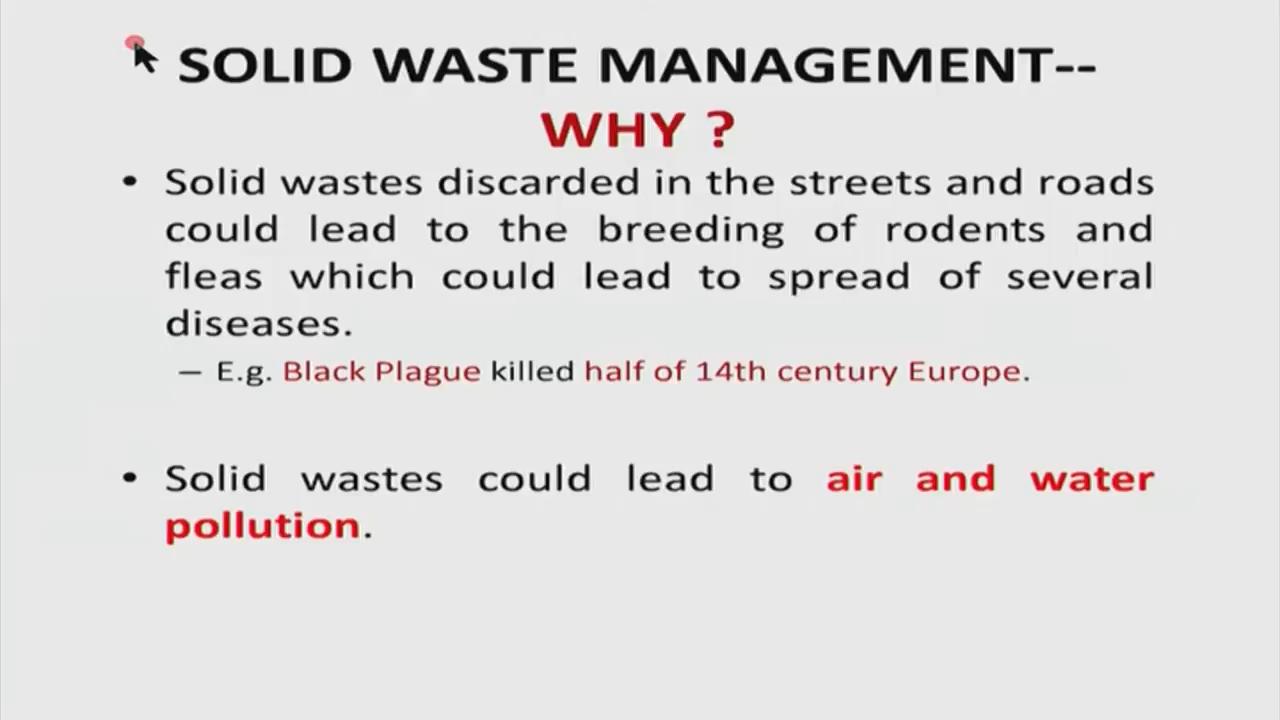 SOLID WASTE MANAGEMENT--
WHY ?
• Solid wastes discarded in the streets and roads
could lead to the breeding of rodents and
fleas which could lead to spread of several
diseases.
– E.g. Black Plague killed half of 14th century Europe.
• Solid wastes could lead to air and water
pollution.